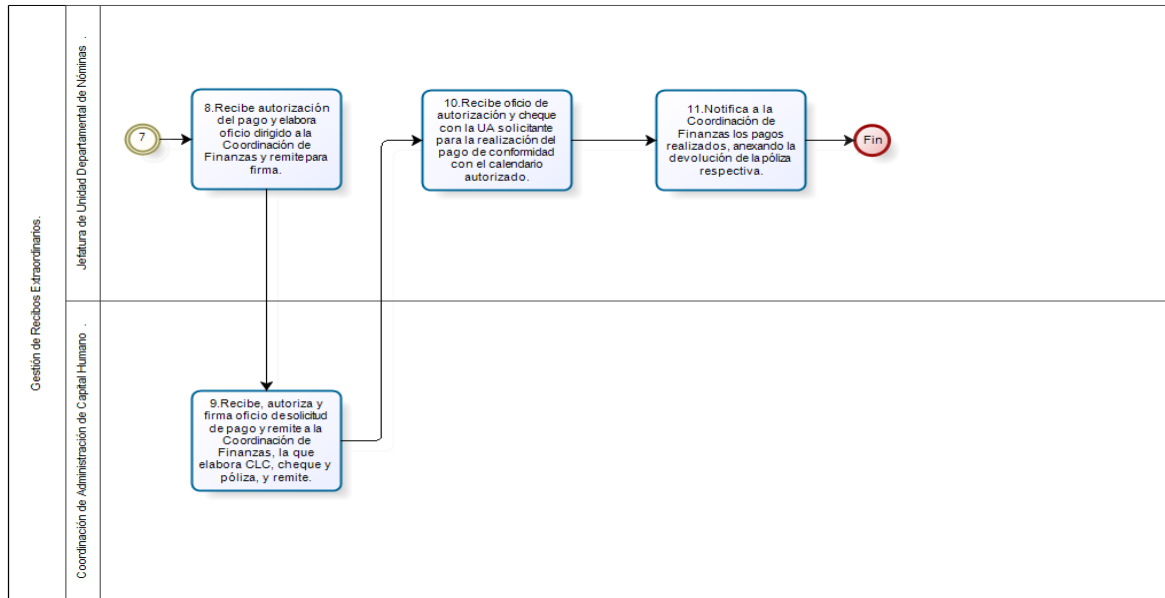 Gestión de Recibos Extraordinarios.
Jefatura de Unidad Departamental de Nóminas .
7
8.Recibe autorización
del pago y elabora
oficio dirigido a la
Coordinación de
Finanzas y remite para
firma.
10.Recibe oficio de
autorización y cheque
con la UA solicitante
para la realización del
pago de conformidad
con el calendario
autorizado.
11.Notifica a la
Coordinación de
Finanzas los pagos
realizados, anexando la
devolución de la póliza
respectiva.
Fin
Coordinación de Administración de Capital Humano .
9.Recibe, autoriza y
firma oficio de solicitud
de pago y remite a la
Coordinación de
Finanzas, la que
elabora CLC, cheque y
póliza, y remite.